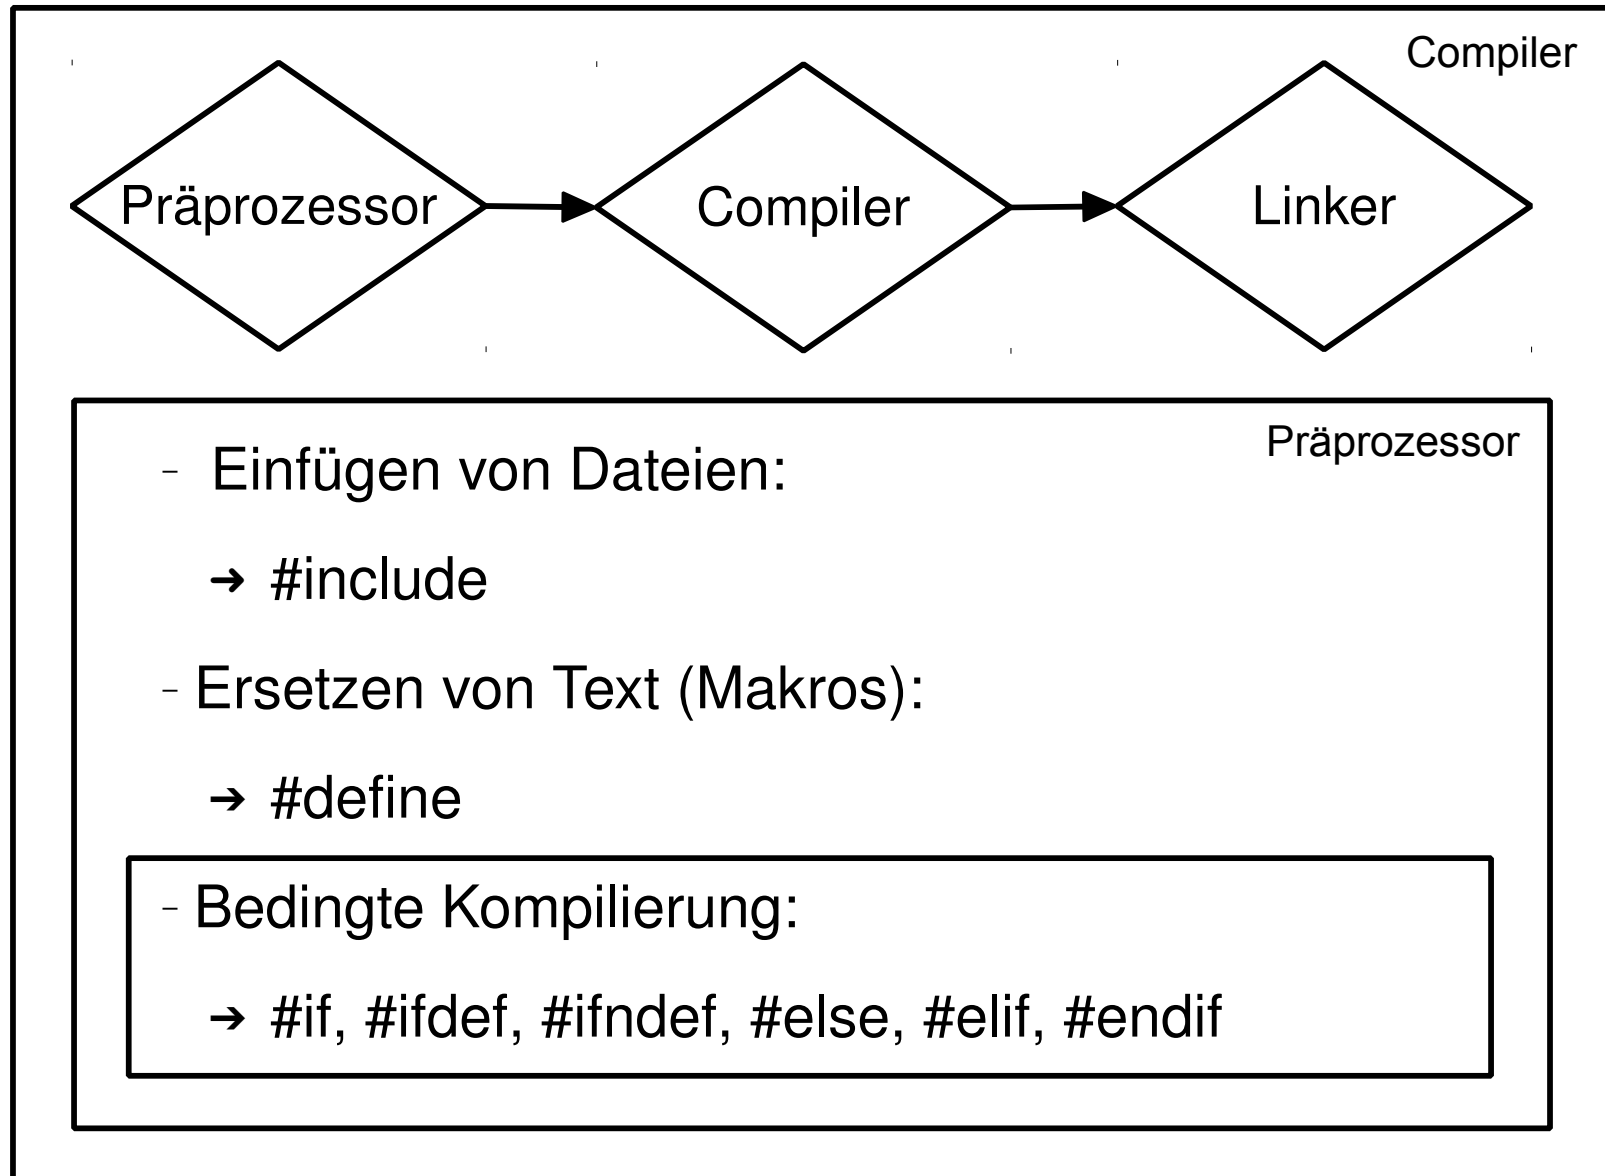 Compiler
Präprozessor
Compiler
Linker
Präprozessor
- Einfügen von Dateien:
➔ #include
- Ersetzen von Text (Makros):
➔ #define
- Bedingte Kompilierung:
➔ #if, #ifdef, #ifndef, #else, #elif, #endif